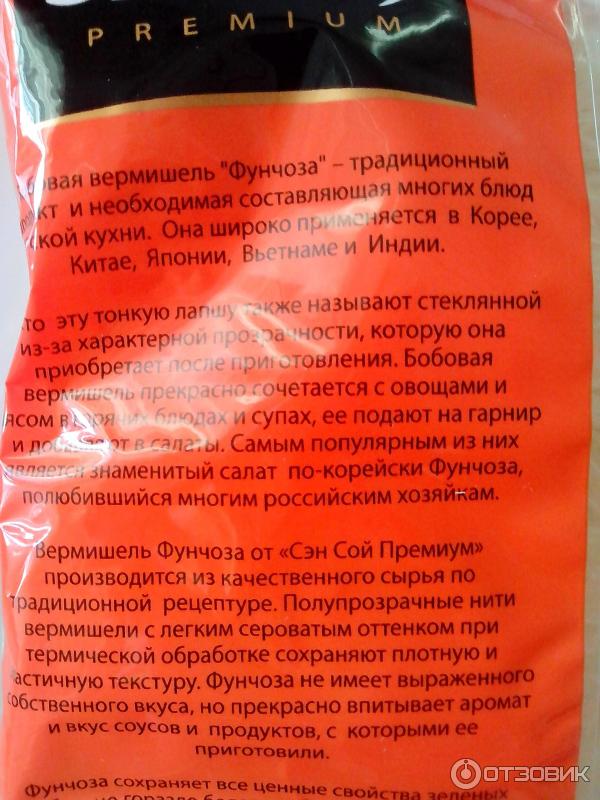 PREMIUM
вермишель "Фунчоза" – традиционный
и необходимая составляющая многих блюд
кухни. Она широко применяется в Корее,
Китае, Японии, Вьетнаме и Индии.
эту тонкую лапшу также называют стеклянной
из-за характерной прозрачности, которую она
приобретает после приготовления. Бобовая
вермишель прекрасно сочетается с овощами и
в горячих блюдах и супах, ее подают на гарнир
и добавляют в салаты. Самым популярным из них
является знаменитый салат по-корейски Фунчоза,
полюбившийся многим российским хозяйкам.
Вермишель Фунчоза от «Сэн Сой Премиум»
производится из качественного сырья по
традиционной рецептуре. Полупрозрачные нити
вермишели с легким сероватым оттенком при
термической обработке сохраняют плотную и
текстуру. Фунчоза не имеет выраженного
собственного вкуса, но прекрасно впитывает аромат
и вкус соусов и продуктов, с которыми ее
приготовили.
Фунчоза сохраняет все ценные свойства зеленых
ОТЗОВИК